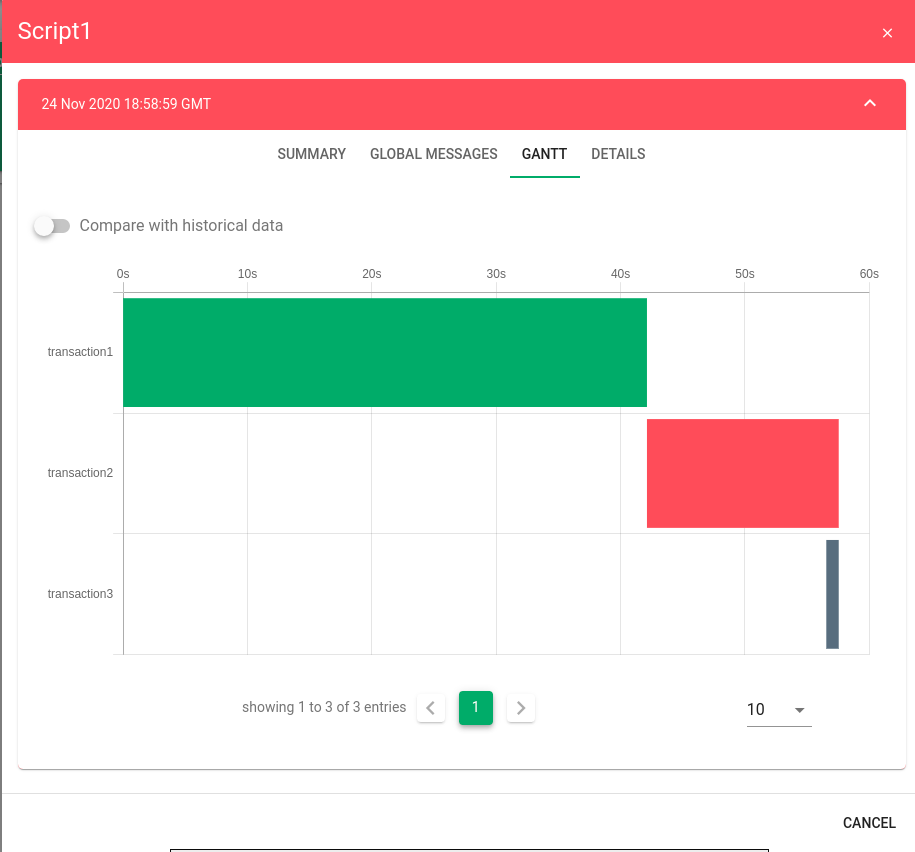 Script1
×
24 Nov 2020 18:58:59 GMT
SUMMARY GLOBAL MESSAGES GANTT DETAILS
Compare with historical data
0s 10s 20s 30s 40s 50s 60s
transaction1
transaction2
transaction3
showing 1 to 3 of 3 entries 1 10
CANCEL